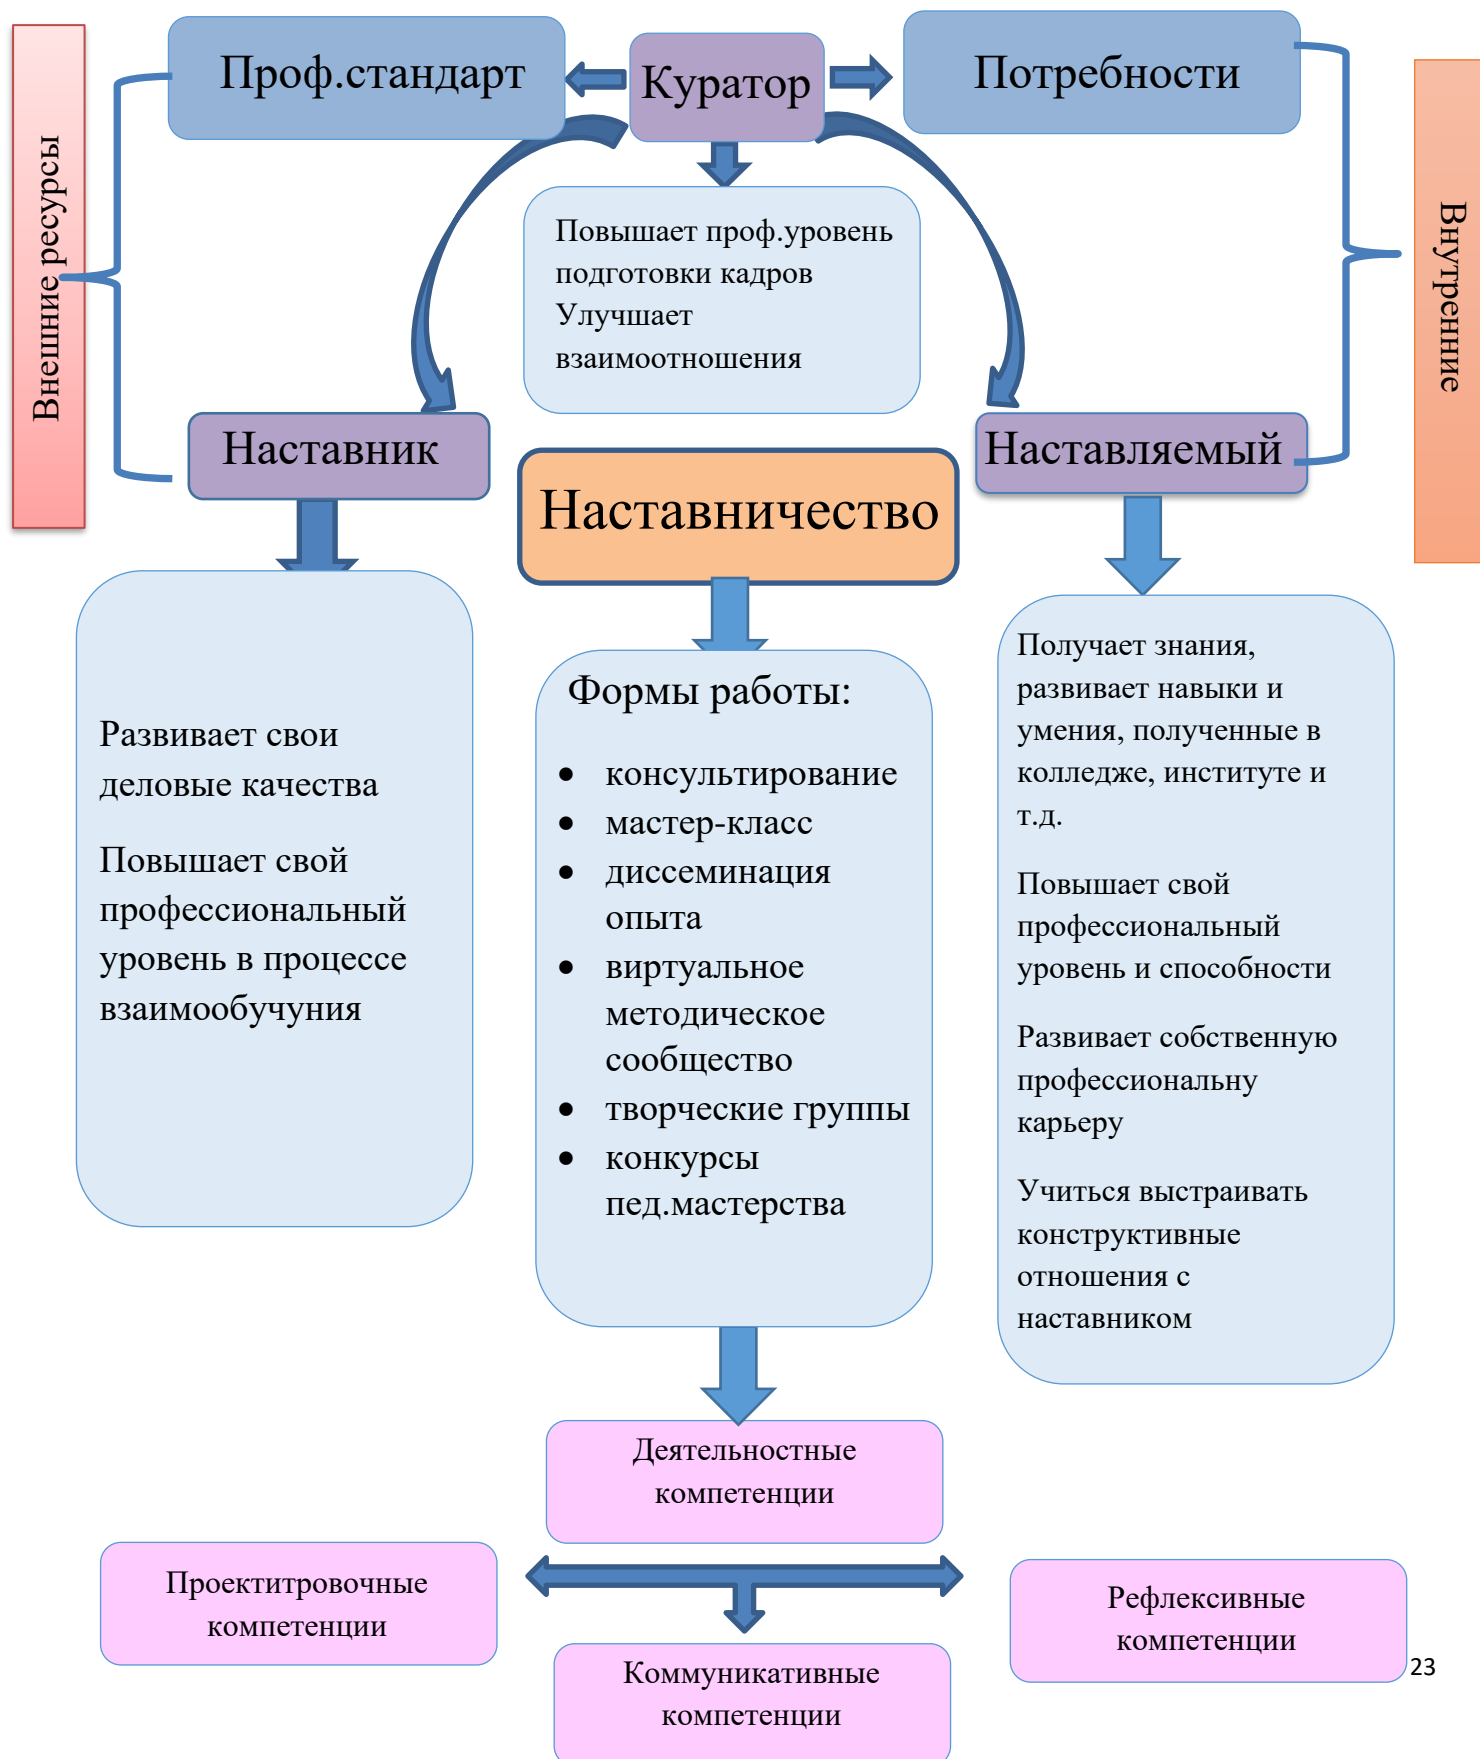 Проф.стандарт
Куратор
Потребности
Внешние ресурсы
Внутренние
Повышает проф.уровень
подготовки кадров
Улучшает
взаимоотношения
Наставник
Наставничество
Наставляемый
Развивает свои
деловые качества
Повышает свой
профессиональный
уровень в процессе
взаимообучуния
Формы работы:
• консультирование
• мастер-класс
• диссеминация
опыта
• виртуальное
методическое
сообщество
• творческие группы
• конкурсы
пед.мастерства
Получает знания,
развивает навыки и
умения, полученные в
колледже, институте и
т.д.
Повышает свой
профессиональный
уровень и способности
Развивает собственную
профессиональну
карьеру
Учиться выстраивать
конструктивные
отношения с
наставником
Деятельностные
компетенции
Проектитровочные
компетенции
Рефлексивные
компетенции
Коммуникативные
компетенции
23